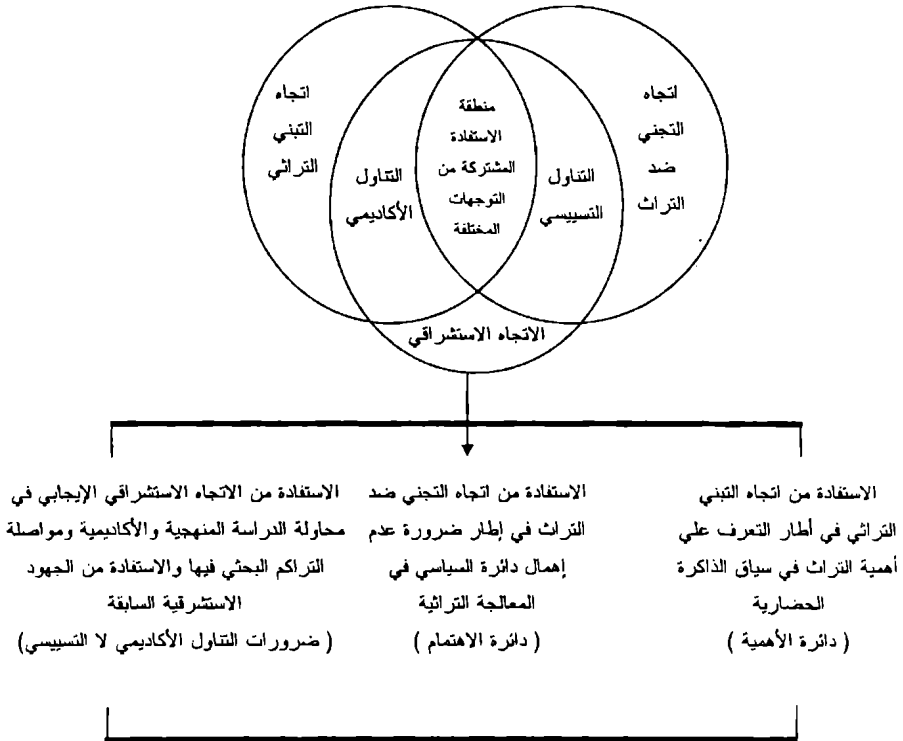 اتجاه
التجني
ضد
التراث
منطقة
الاستفادة
المشتركة من
التوجهات
المختلفة
اتجاه
التبني
التراثي
التناول
التسييسي
التناول
الأكاديمي
الاتجاه الاستشراقي
الاستفادة من اتجاه التبني
التراثي في أطار التعرف علي
أهمية التراث في سياق الذاكرة
الحضارية
( دائرة الأهمية )
الاستفادة من اتجاه التجني ضد
التراث في إطار ضرورة عدم
إهمال دائرة السياسي في
المعالجة التراثية
( دائرة الاهتمام )
الاستفادة من الاتجاه الاستشراقي الإيجابي في
محاولة الدراسة المنهجية والأكاديمية ومواصلة
التراكم البحثي فيها والاستفادة من الجهود
الاستشرقية السابقة
( ضرورات التناول الأكاديمي لا التسييسي)